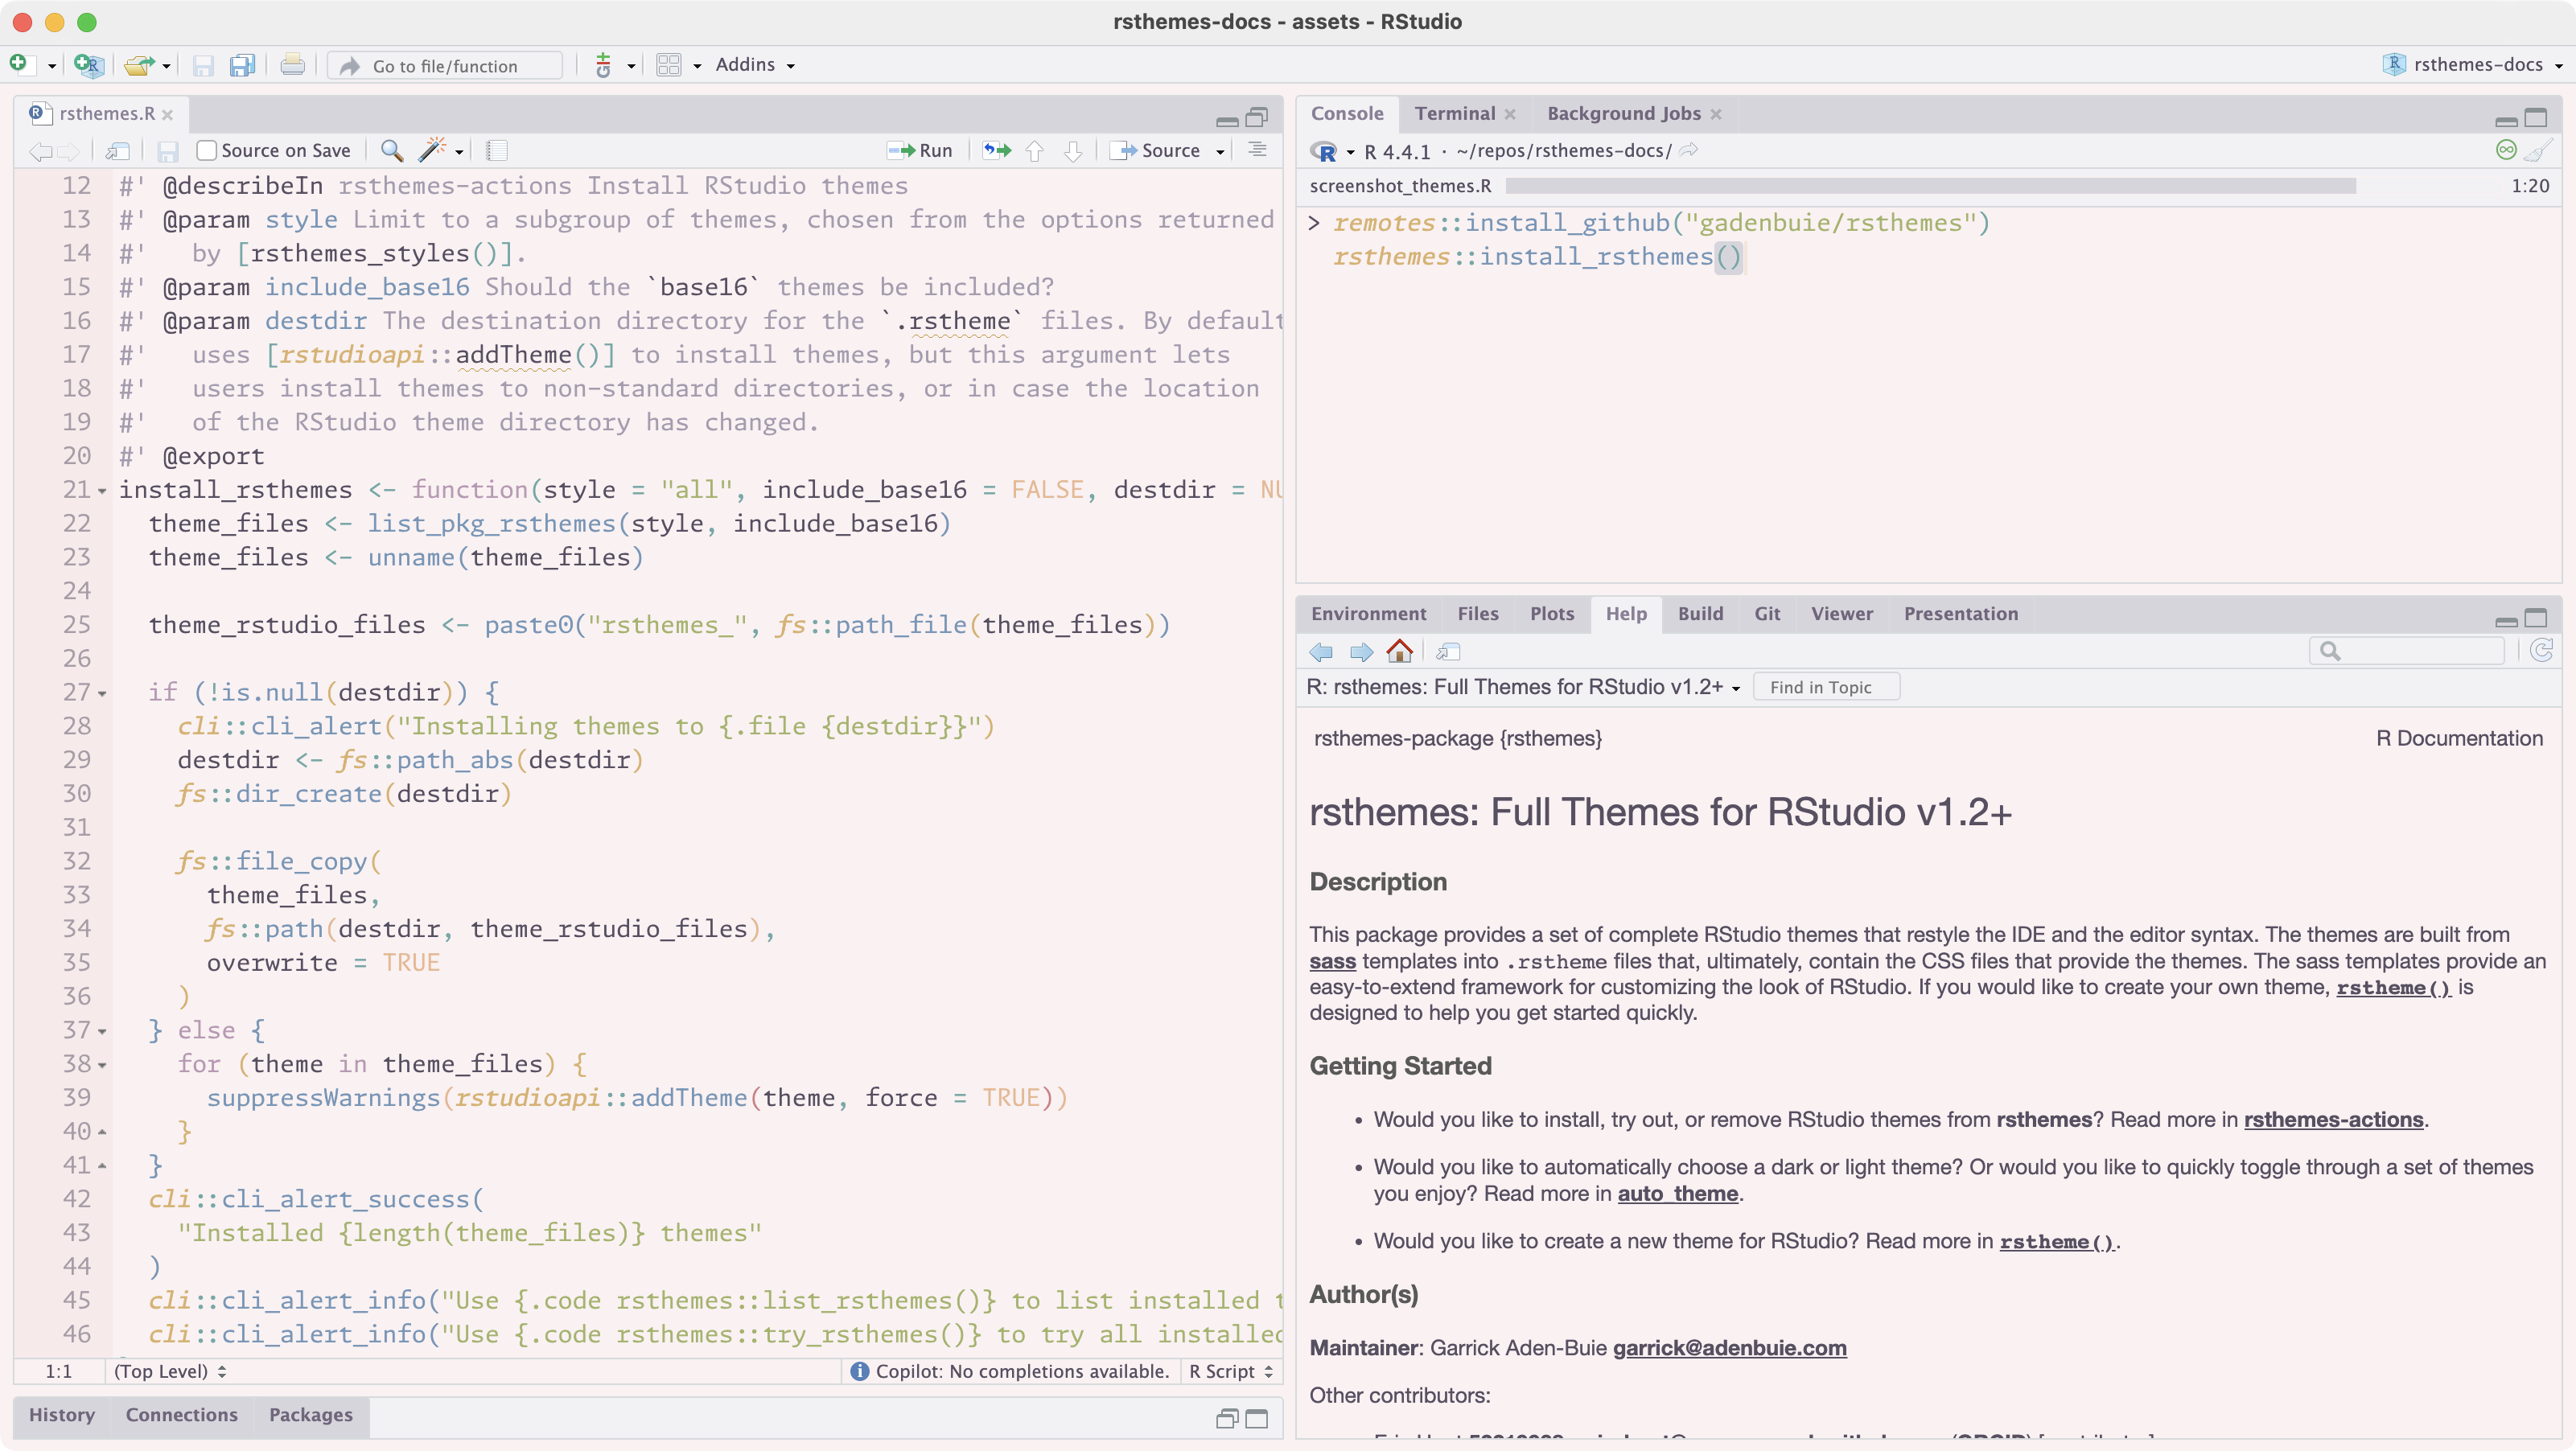 rsthemes-docs - assets - RStudio
Go to file/function
Addins
rsthemes-docs
rsthemes.R
Source on Save
Run
Source
12 #' @describeIn rsthemes-actions Install RStudio themes
13 #' @param style Limit to a subgroup of themes, chosen from the options returned
14 #'   by [rsthemes_styles()].
15 #' @param include_base16 Should the `base16` themes be included?
16 #' @param destdir The destination directory for the `.rstheme` files. By default
17 #'   uses [rstudioapi::addTheme()] to install themes, but this argument lets
18 #'   users install themes to non-standard directories, or in case the location
19 #'   of the RStudio theme directory has changed.
20 #' @export
21 install_rsthemes <- function(style = "all", include_base16 = FALSE, destdir = NU
22   theme_files <- list_pkg_rsthemes(style, include_base16)
23   theme_files <- unname(theme_files)
24
25   theme_rstudio_files <- paste0("rsthemes_", fs::path_file(theme_files))
26
27   if (!is.null(destdir)) {
28     cli::cli_alert("Installing themes to {.file {destdir}}")
29     destdir <- fs::path_abs(destdir)
30     fs::dir_create(destdir)
31
32     fs::file_copy(
33       theme_files,
34       fs::path(destdir, theme_rstudio_files),
35       overwrite = TRUE
36     )
37   } else {
38     for (theme in theme_files) {
39       suppressWarnings(rstudioapi::addTheme(theme, force = TRUE))
40     }
41   }
42   cli::cli_alert_success(
43     "Installed {length(theme_files)} themes"
44   )
45   cli::cli_alert_info("Use {.code rsthemes::list_rsthemes()} to list installed t
46   cli::cli_alert_info("Use {.code rsthemes::try_rsthemes()} to try all installed
1:1 (Top Level)
Copilot: No completions available.
R Script
History Connections Packages
Console Terminal Background Jobs
R 4.4.1 · ~/repos/rsthemes-docs/
screenshot_themes.R 1:20
> remotes::install_github("gadenbuie/rsthemes")
rsthemes::install_rsthemes()
Environment Files Plots Help Build Git Viewer Presentation
R: rsthemes: Full Themes for RStudio v1.2+ Find in Topic
rsthemes-package {rsthemes} R Documentation
rsthemes: Full Themes for RStudio v1.2+
Description
This package provides a set of complete RStudio themes that restyle the IDE and the editor syntax. The themes are built from
sass templates into .rstheme files that, ultimately, contain the CSS files that provide the themes. The sass templates provide an
easy-to-extend framework for customizing the look of RStudio. If you would like to create your own theme, rstheme() is
designed to help you get started quickly.
Getting Started
• Would you like to install, try out, or remove RStudio themes from rsthemes? Read more in rsthemes-actions.
• Would you like to automatically choose a dark or light theme? Or would you like to quickly toggle through a set of themes
you enjoy? Read more in auto_theme.
• Would you like to create a new theme for RStudio? Read more in rstheme().
Author(s)
Maintainer: Garrick Aden-Buie garrick@adenbuie.com
Other contributors: